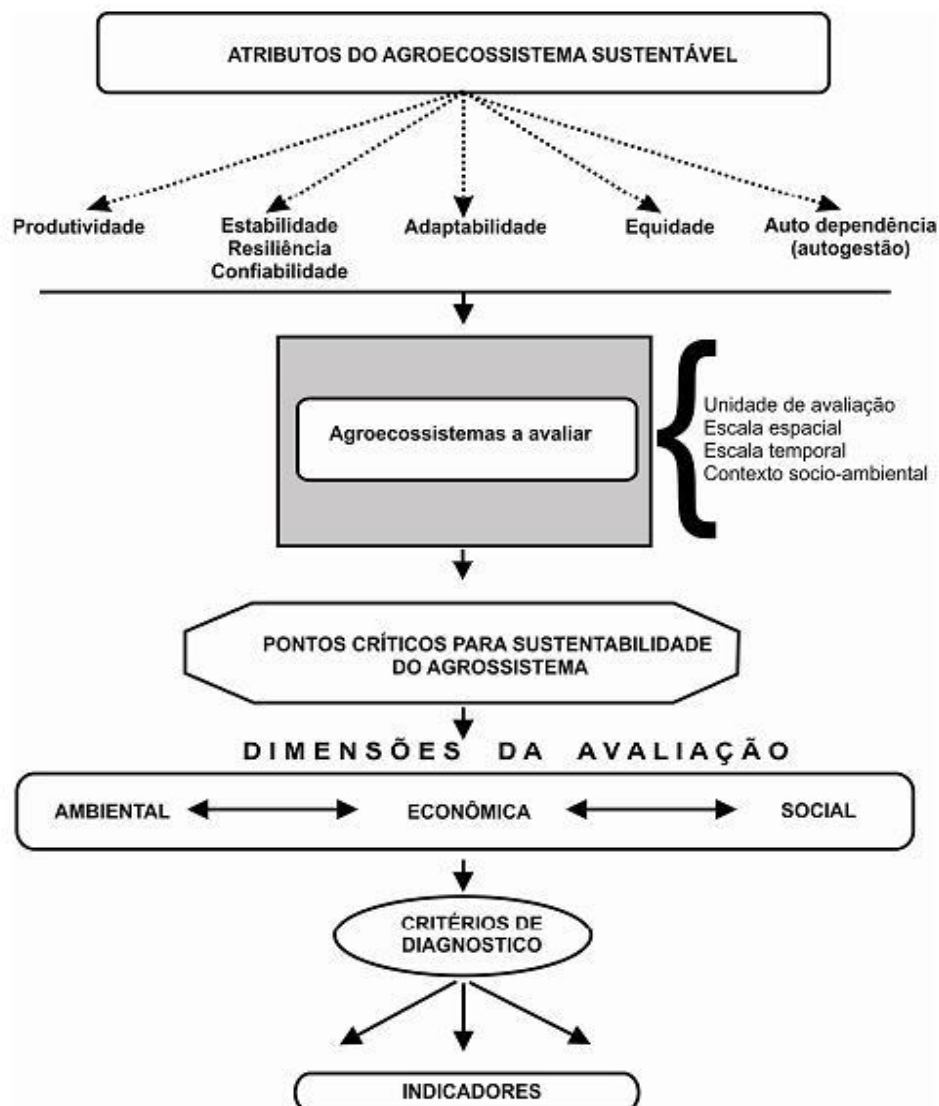 ATRIBUTOS DO AGROECOSSISTEMA SUSTENTÁVEL
Produtividade
Estabilidade
Resiliência
Confiabilidade
Adaptabilidade
Equidade
Auto dependência
(autogestão)
Agroecossistemas a avaliar
Unidade de avaliação
Escala espacial
Escala temporal
Contexto socio-ambiental
PONTOS CRÍTICOS PARA SUSTENTABILIDADE
DO AGROSSISTEMA
DIMENSÕES DA AVALIAÇÃO
AMBIENTAL
ECONÔMICA
SOCIAL
CRITÉRIOS DE
DIAGNOSTICO
INDICADORES